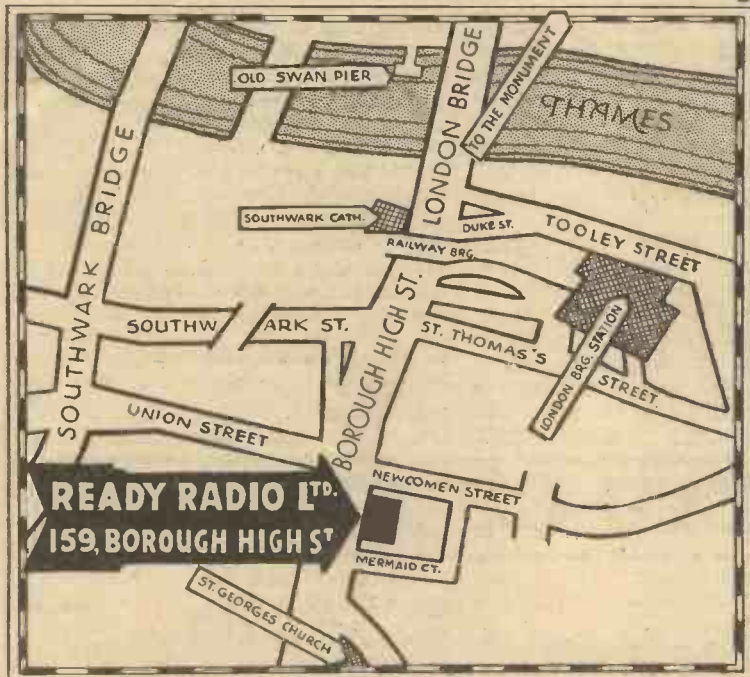 OLD SWAN PIER
LONDON BRIDGE
TO THE MONUMENT
THAMES
SOUTHWARK BRIDGE
SOUTHWARK CATH.
DUKE ST.
TOOLEY STREET
RAILWAY BRG.
SOUTHWARK ST.
BOROUGH HIGH ST.
ST. THOMAS'S STREET.
LONDON BRG. STATION
UNION STREET
NEWCOMEN STREET
READY RADIO LTD.
159, BOROUGH HIGH ST
MERMAID CT.
ST. GEORGES CHURCH